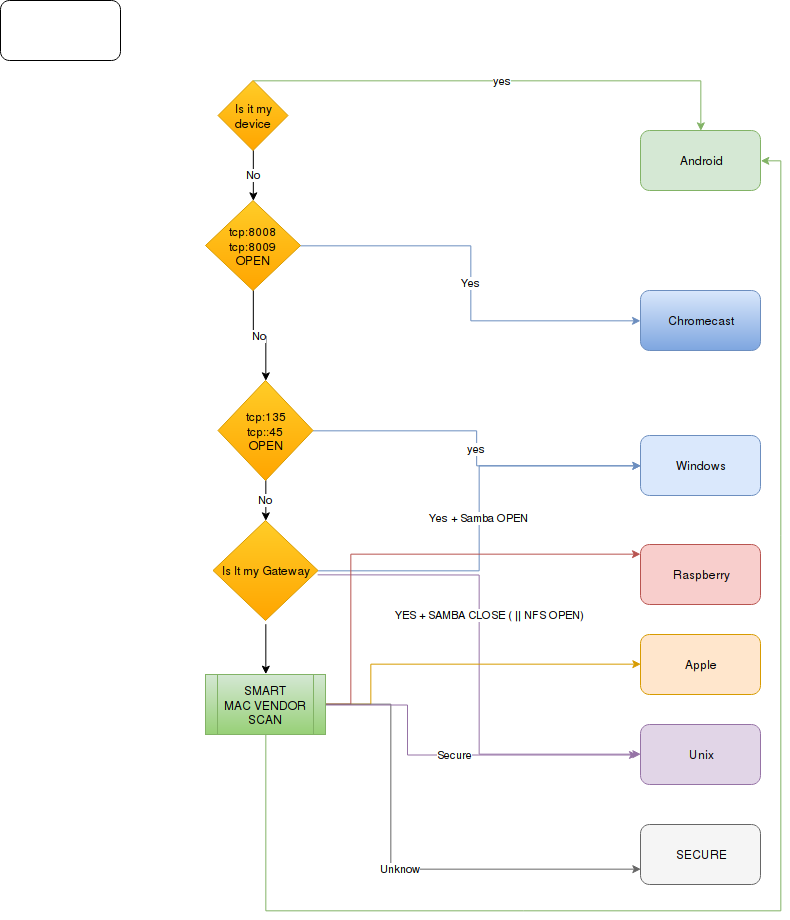 yes
Is it my
device
Android
No
tcp:8008
tcp:8009
OPEN
Yes
Chromecast
No
tcp:135
tcp::45
OPEN
yes
Windows
No
Yes + Samba OPEN
Is It my Gateway
Raspberry
YES + SAMBA CLOSE ( || NFS OPEN)
Apple
SMART
MAC VENDOR
SCAN
Secure
Unix
SECURE
Unknow